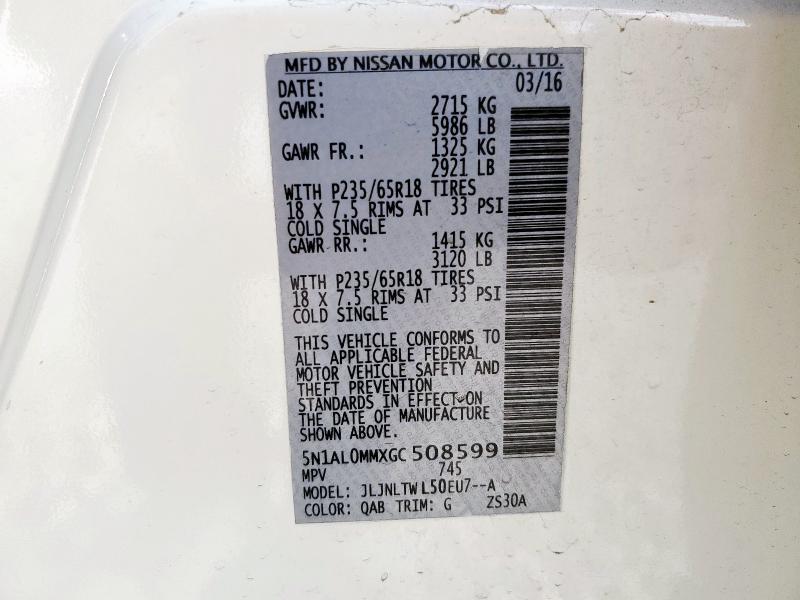 MFD BY NISSAN MOTOR CO., LTD.
DATE: 03/16
GVWR: 2715 KG
5986 LB
GAWR FR.: 1325 KG
2921 LB
WITH P235/65R18 TIRES
18 X 7.5 RIMS AT 33 PSI
COLD SINGLE
GAWR RR.: 1415 KG
3120 LB
WITH P235/65R18 TIRES
18 X 7.5 RIMS AT 33 PSI
COLD SINGLE
THIS VEHICLE CONFORMS TO
ALL APPLICABLE FEDERAL
MOTOR VEHICLE SAFETY AND
THEFT PREVENTION
STANDARDS IN EFFECT ON
THE DATE OF MANUFACTURE
SHOWN ABOVE.
5N1AL0MMXGC508599
MPV 745
MODEL: JLJNLTWL50EU7--A
COLOR: QAB TRIM: G ZS30A